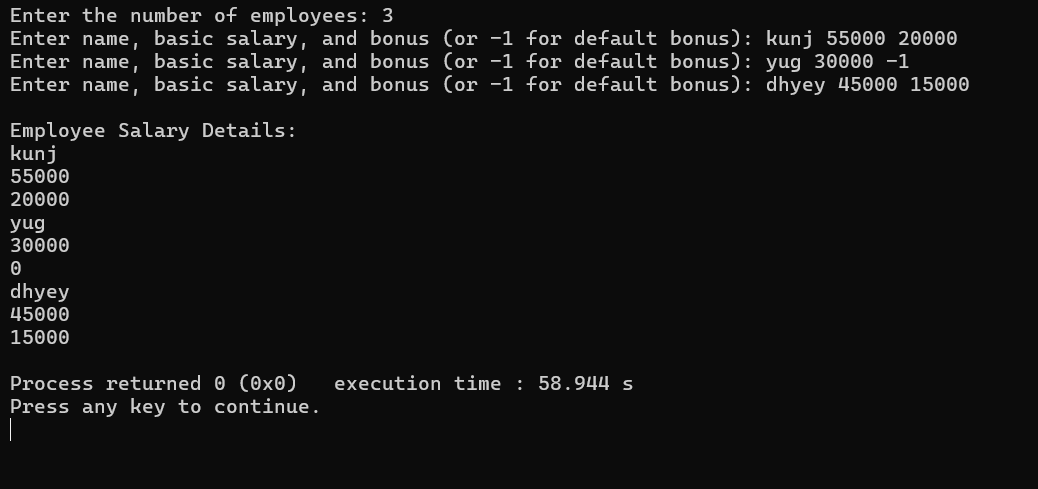 Enter the number of employees: 3
Enter name, basic salary, and bonus (or -1 for default bonus): kunj 55000 20000
Enter name, basic salary, and bonus (or -1 for default bonus): yug 30000 -1
Enter name, basic salary, and bonus (or -1 for default bonus): dhyey 45000 15000
Employee Salary Details:
kunj
55000
20000
yug
30000
0
dhyey
45000
15000
Process returned 0 (0x0)   execution time : 58.944 s
Press any key to continue.